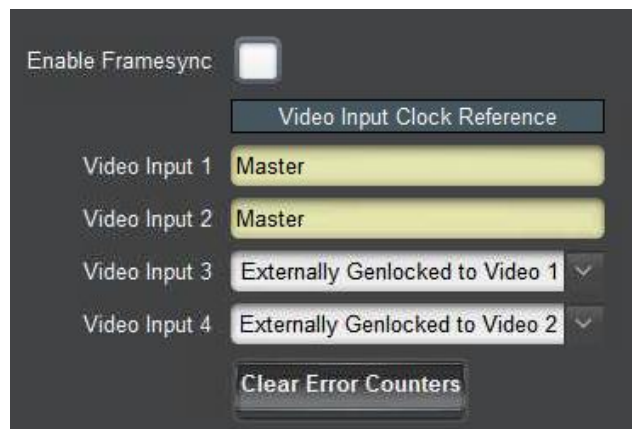 Enable Framesync
Video Input Clock Reference
Video Input 1 Master
Video Input 2 Master
Video Input 3 Externally Genlocked to Video 1
Video Input 4 Externally Genlocked to Video 2
Clear Error Counters